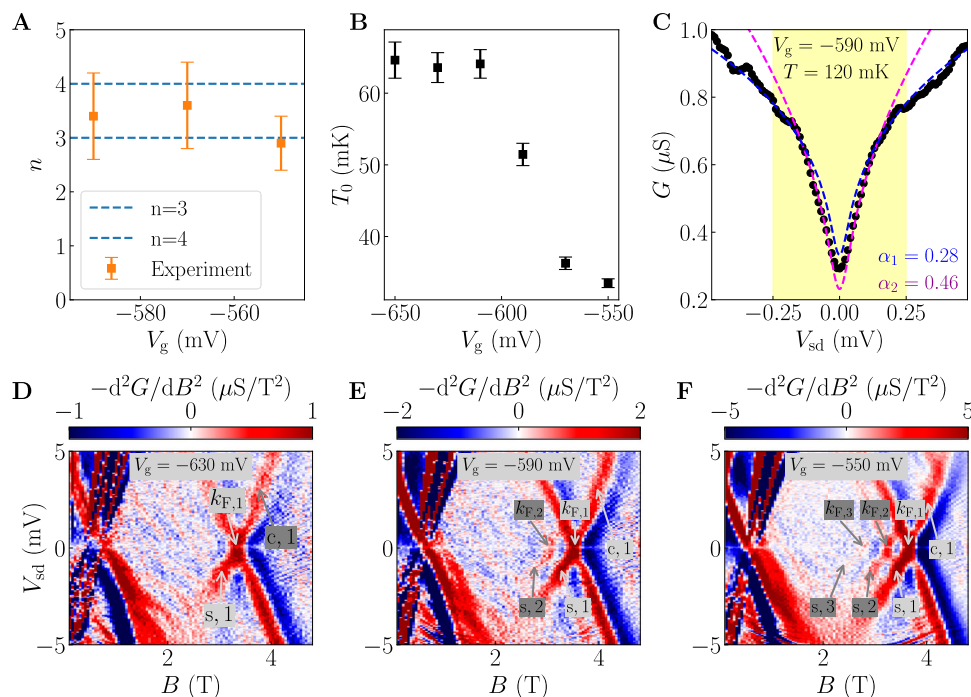 A
5
4
3
2
1
0
n
n=3
n=4
Experiment
−580
−560
V_g (mV)
B
60
50
40
T_0 (mK)
−650
−600
−550
V_g (mV)
C
1.0
0.8
0.6
0.4
0.2
G (μS)
V_g = −590 mV
T = 120 mK
α_1 = 0.28
α_2 = 0.46
−0.25
0.00
0.25
V_sd (mV)
D
−d²G/dB² (μS/T²)
−1
0
1
V_g = −630 mV
k_F,1
c, 1
s, 1
5
0
−5
V_sd (mV)
2
4
B (T)
E
−d²G/dB² (μS/T²)
−2
0
2
V_g = −590 mV
k_F,2
k_F,1
c, 1
s, 2
s, 1
5
0
−5
2
4
B (T)
F
−d²G/dB² (μS/T²)
−5
0
5
V_g = −550 mV
k_F,3
k_F,2
k_F,1
c, 1
s, 3
s, 2
s, 1
5
0
−5
2
4
B (T)